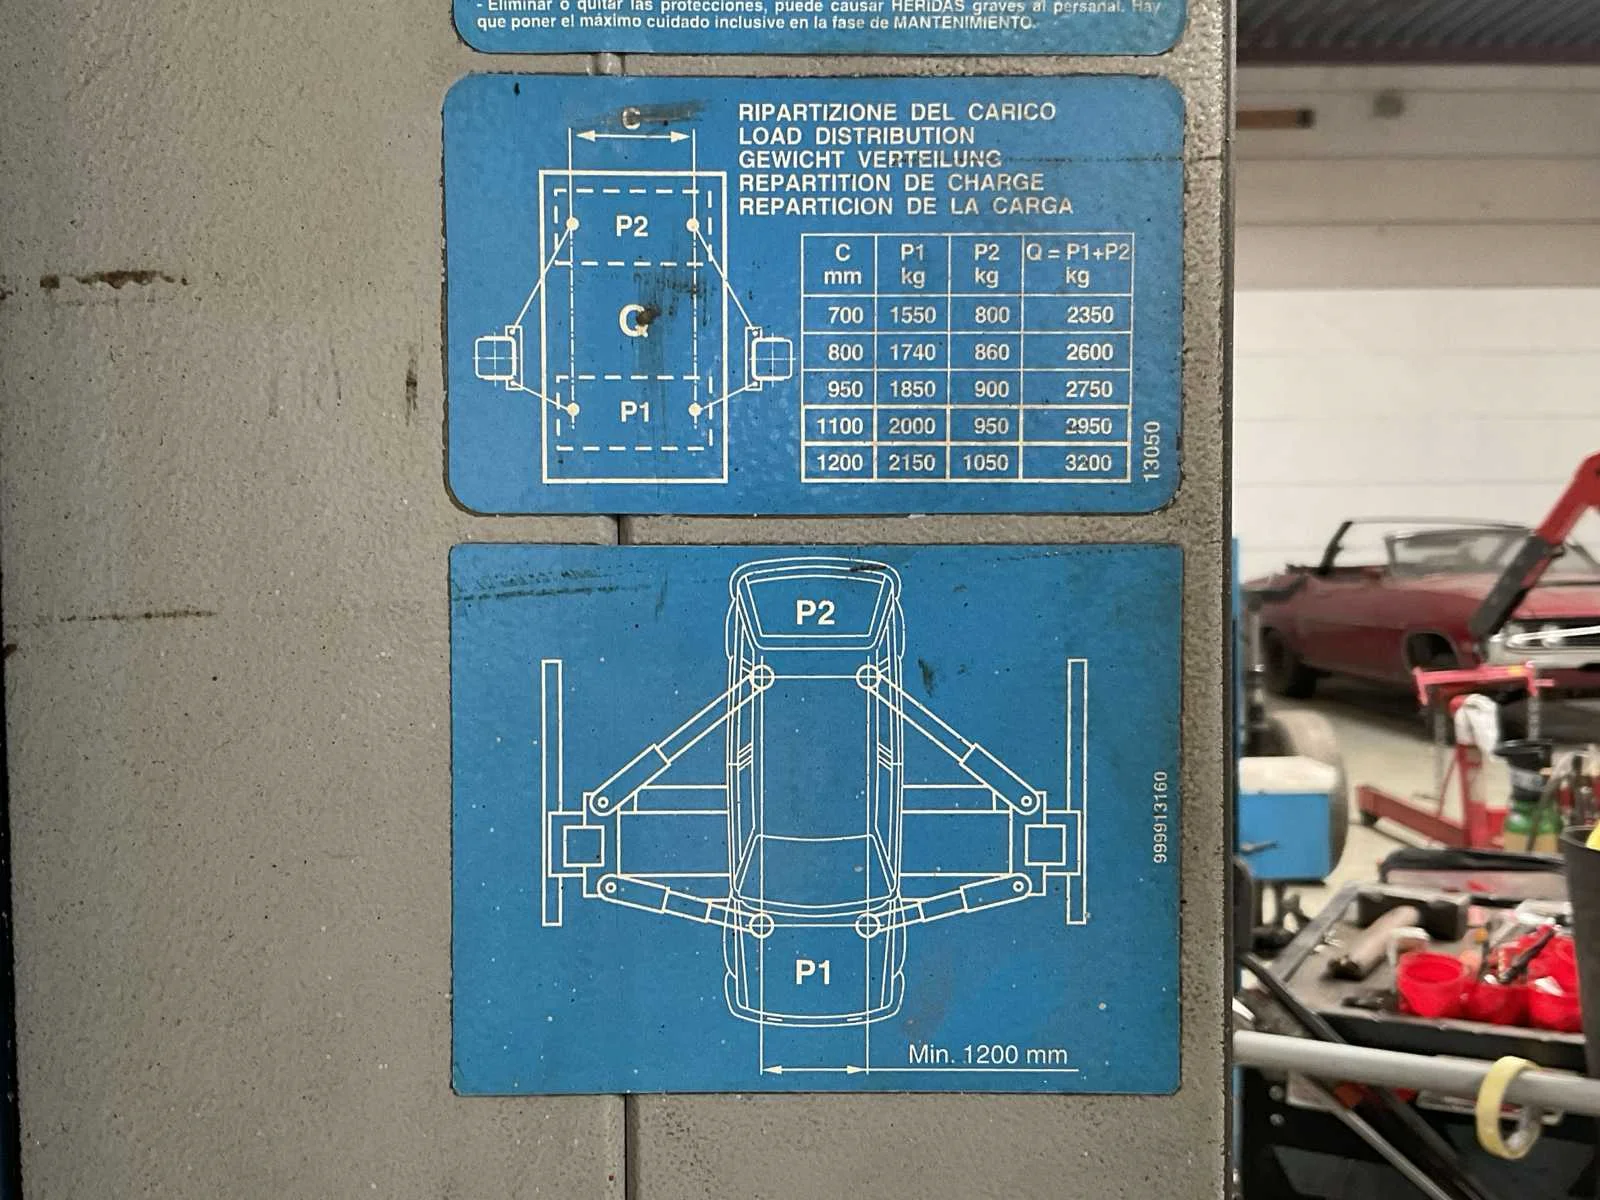 - Eliminar o quitar las protecciones, puede causar HERIDAS graves al personal. Hay
que poner el máximo cuidado inclusive en la fase de MANTENIMIENTO.
C
P2
Q
P1
RIPARTIZIONE DEL CARICO
LOAD DISTRIBUTION
GEWICHT VERTEILUNG
REPARTITION DE CHARGE
REPARTICION DE LA CARGA
C P1 P2 Q = P1+P2
mm kg kg kg
700 1550 800 2350
800 1740 860 2600
950 1850 900 2750
1100 2000 950 2950
1200 2150 1050 3200
13050
P2
P1
Min. 1200 mm
999913160